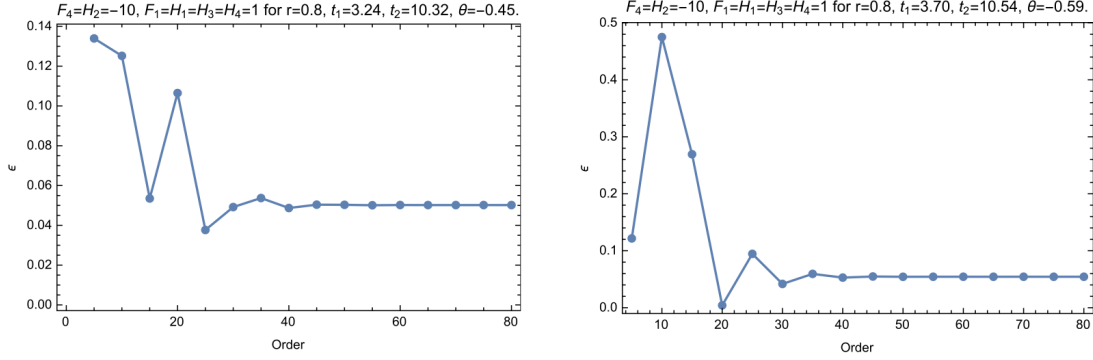 F₄=H₂=−10, F₁=H₁=H₃=H₄=1 for r=0.8, t₁=3.24, t₂=10.32, θ=−0.45.
0.14
0.12
0.10
0.08
0.06
0.04
0.02
0.00
ϵ
0 20 40 60 80
Order
F₄=H₂=−10, F₁=H₁=H₃=H₄=1 for r=0.8, t₁=3.70, t₂=10.54, θ=−0.59.
0.5
0.4
0.3
0.2
0.1
0.0
ϵ
10 20 30 40 50 60 70 80
Order